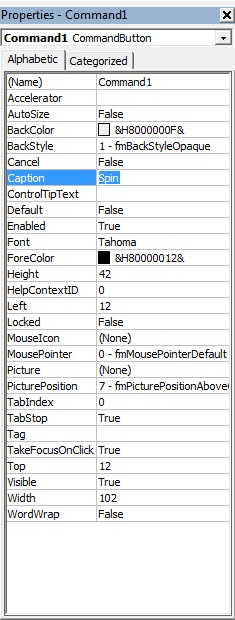 Properties - Command1
Command1 CommandButton
Alphabetic Categorized
(Name) Command1
Accelerator
AutoSize False
BackColor &H8000000F&
BackStyle 1 - fmBackStyleOpaque
Cancel False
Caption Spin
ControlTipText
Default False
Enabled True
Font Tahoma
ForeColor &H80000012&
Height 42
HelpContextID 0
Left 12
Locked False
MouseIcon (None)
MousePointer 0 - fmMousePointerDefault
Picture (None)
PicturePosition 7 - fmPicturePositionAbove
TabIndex 0
TabStop True
Tag
TakeFocusOnClick True
Top 12
Visible True
Width 102
WordWrap False